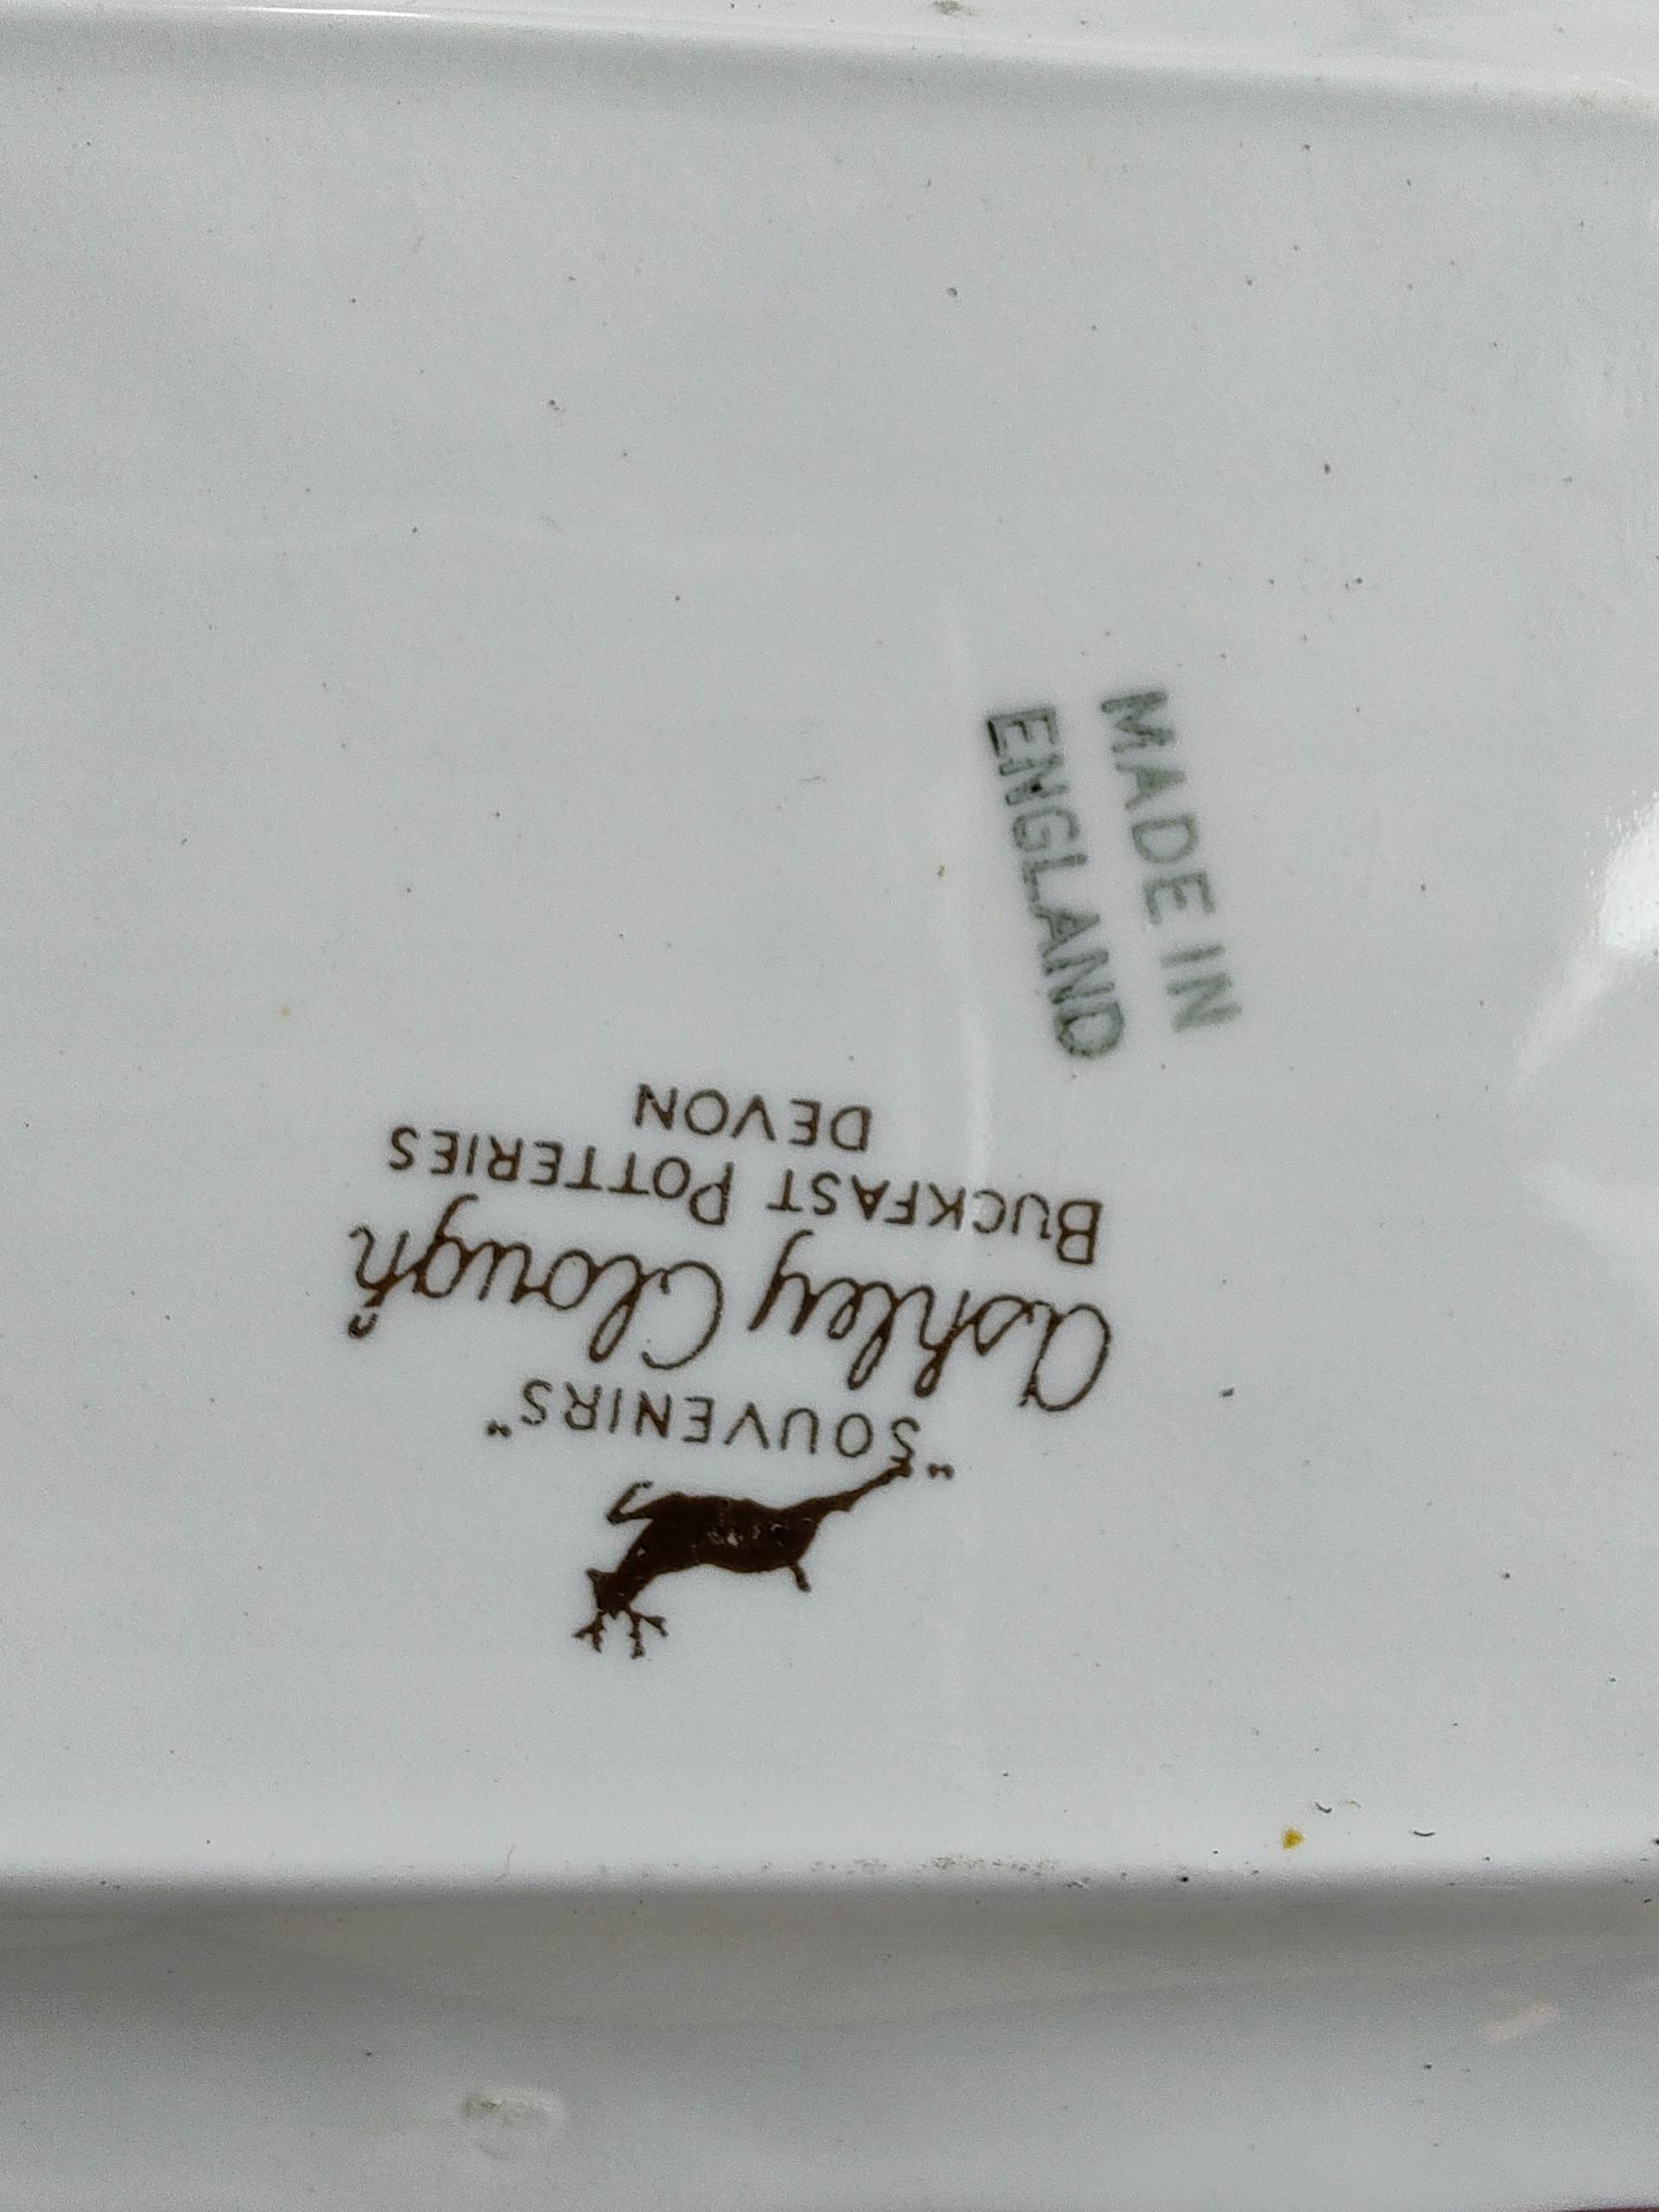 "SOUVENIRS"
Ashley Clough
BUCKFAST POTTERIES
DEVON
MADE IN
ENGLAND